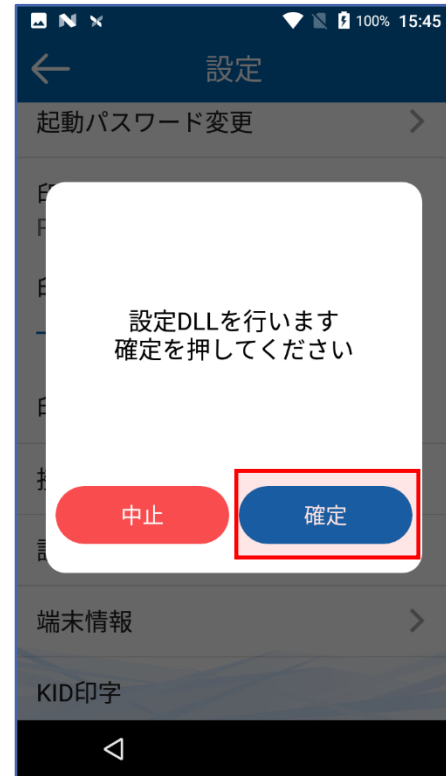 100% 15:45
設定
起動パスワード変更
設定DLLを行います
確定を押してください
中止
確定
端末情報
KID印字